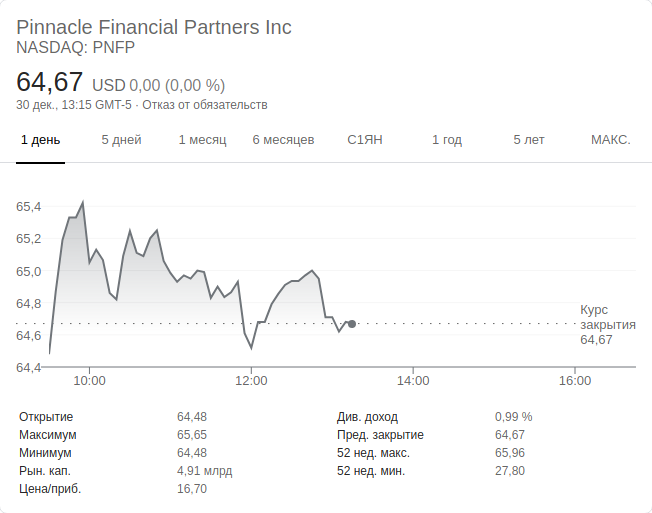 Pinnacle Financial Partners Inc
NASDAQ: PNFP
64,67 USD 0,00 (0,00 %)
30 дек., 13:15 GMT-5 · Отказ от обязательств
1 день 5 дней 1 месяц 6 месяцев С1ЯН 1 год 5 лет МАКС.
65,4
65,2
65,0
64,8
64,6
64,4
Курс
закрытия
64,67
10:00 12:00 14:00 16:00
Открытие 64,48 Див. доход 0,99 %
Максимум 65,65 Пред. закрытие 64,67
Минимум 64,48 52 нед. макс. 65,96
Рын. кап. 4,91 млрд 52 нед. мин. 27,80
Цена/приб. 16,70